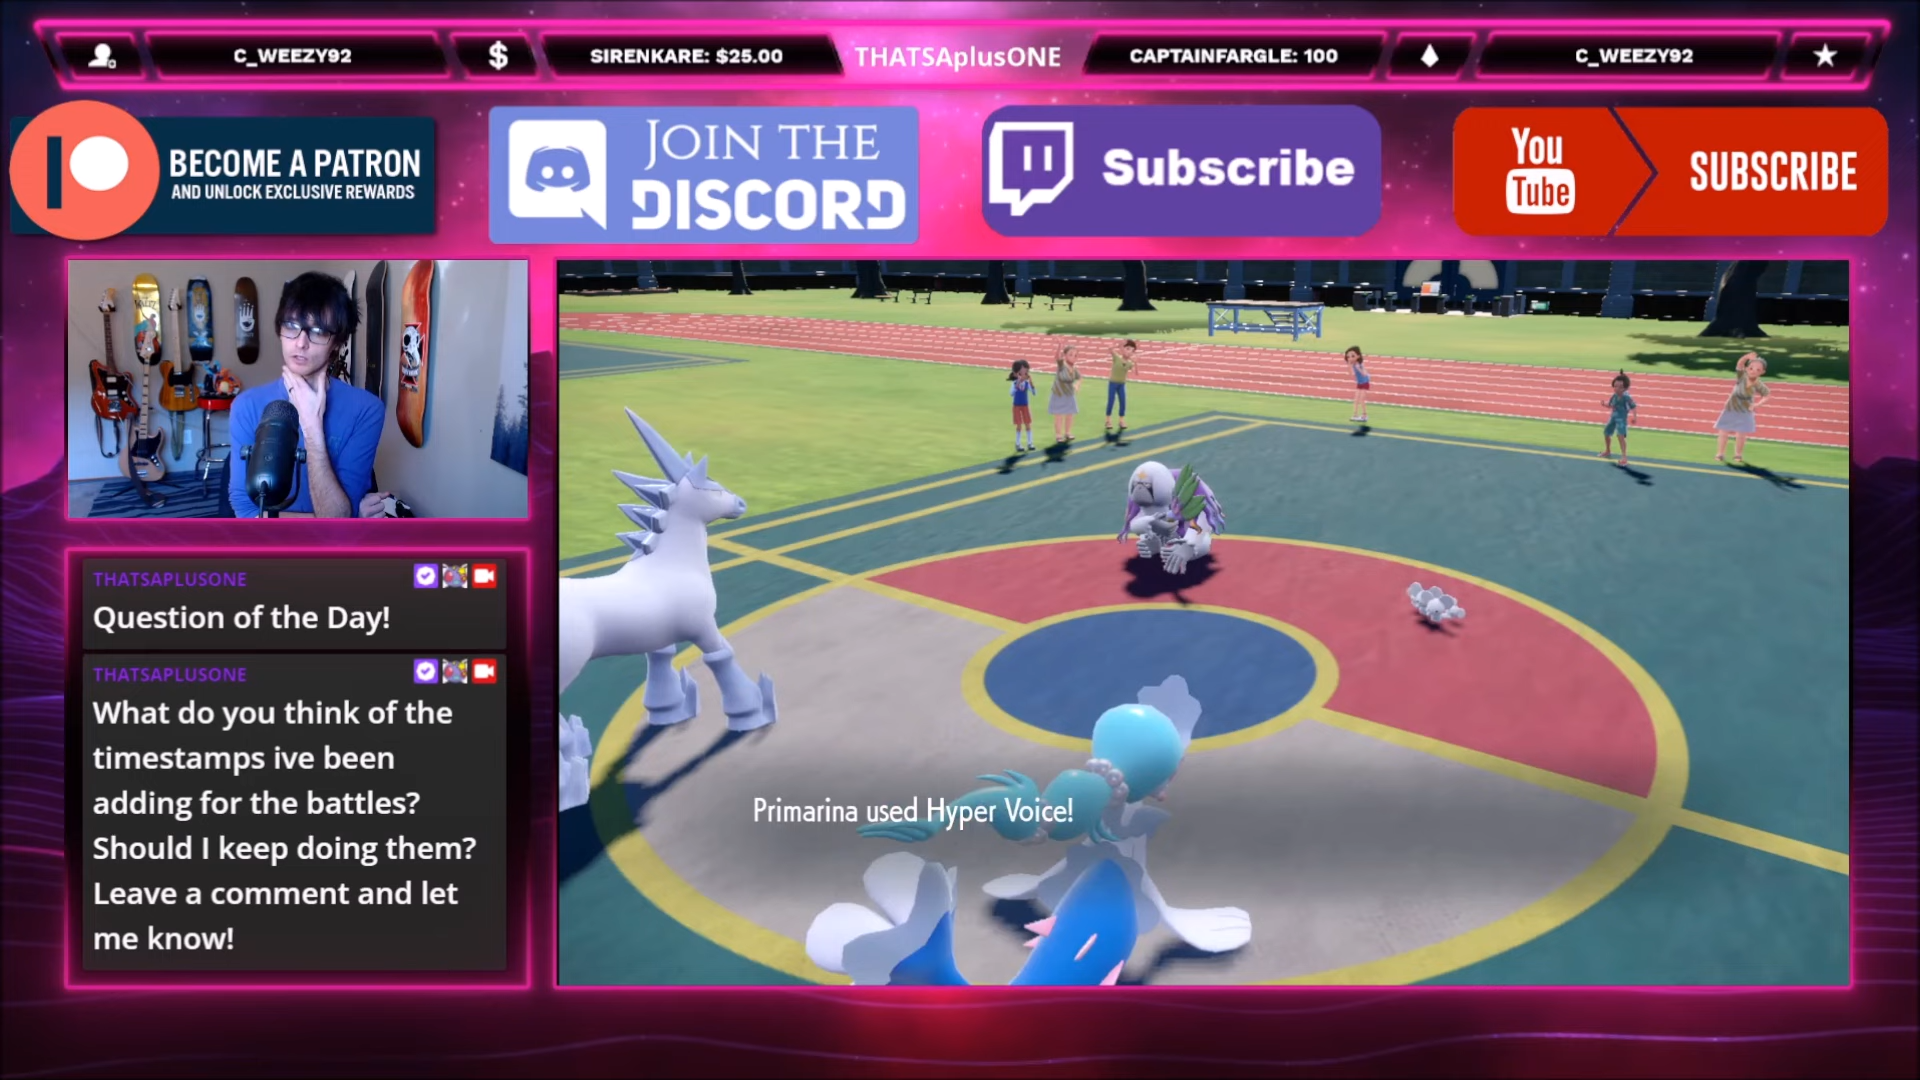 C_WEEZY92
$
SIRENKARE: $25.00
THATSAplusONE
CAPTAINFARGLE: 100
C_WEEZY92
BECOME A PATRON
AND UNLOCK EXCLUSIVE REWARDS
JOIN THE
DISCORD
Subscribe
You
Tube
SUBSCRIBE
THATSAPLUSONE
Question of the Day!
THATSAPLUSONE
What do you think of the
timestamps ive been
adding for the battles?
Should I keep doing them?
Leave a comment and let
me know!
Primarina used Hyper Voice!